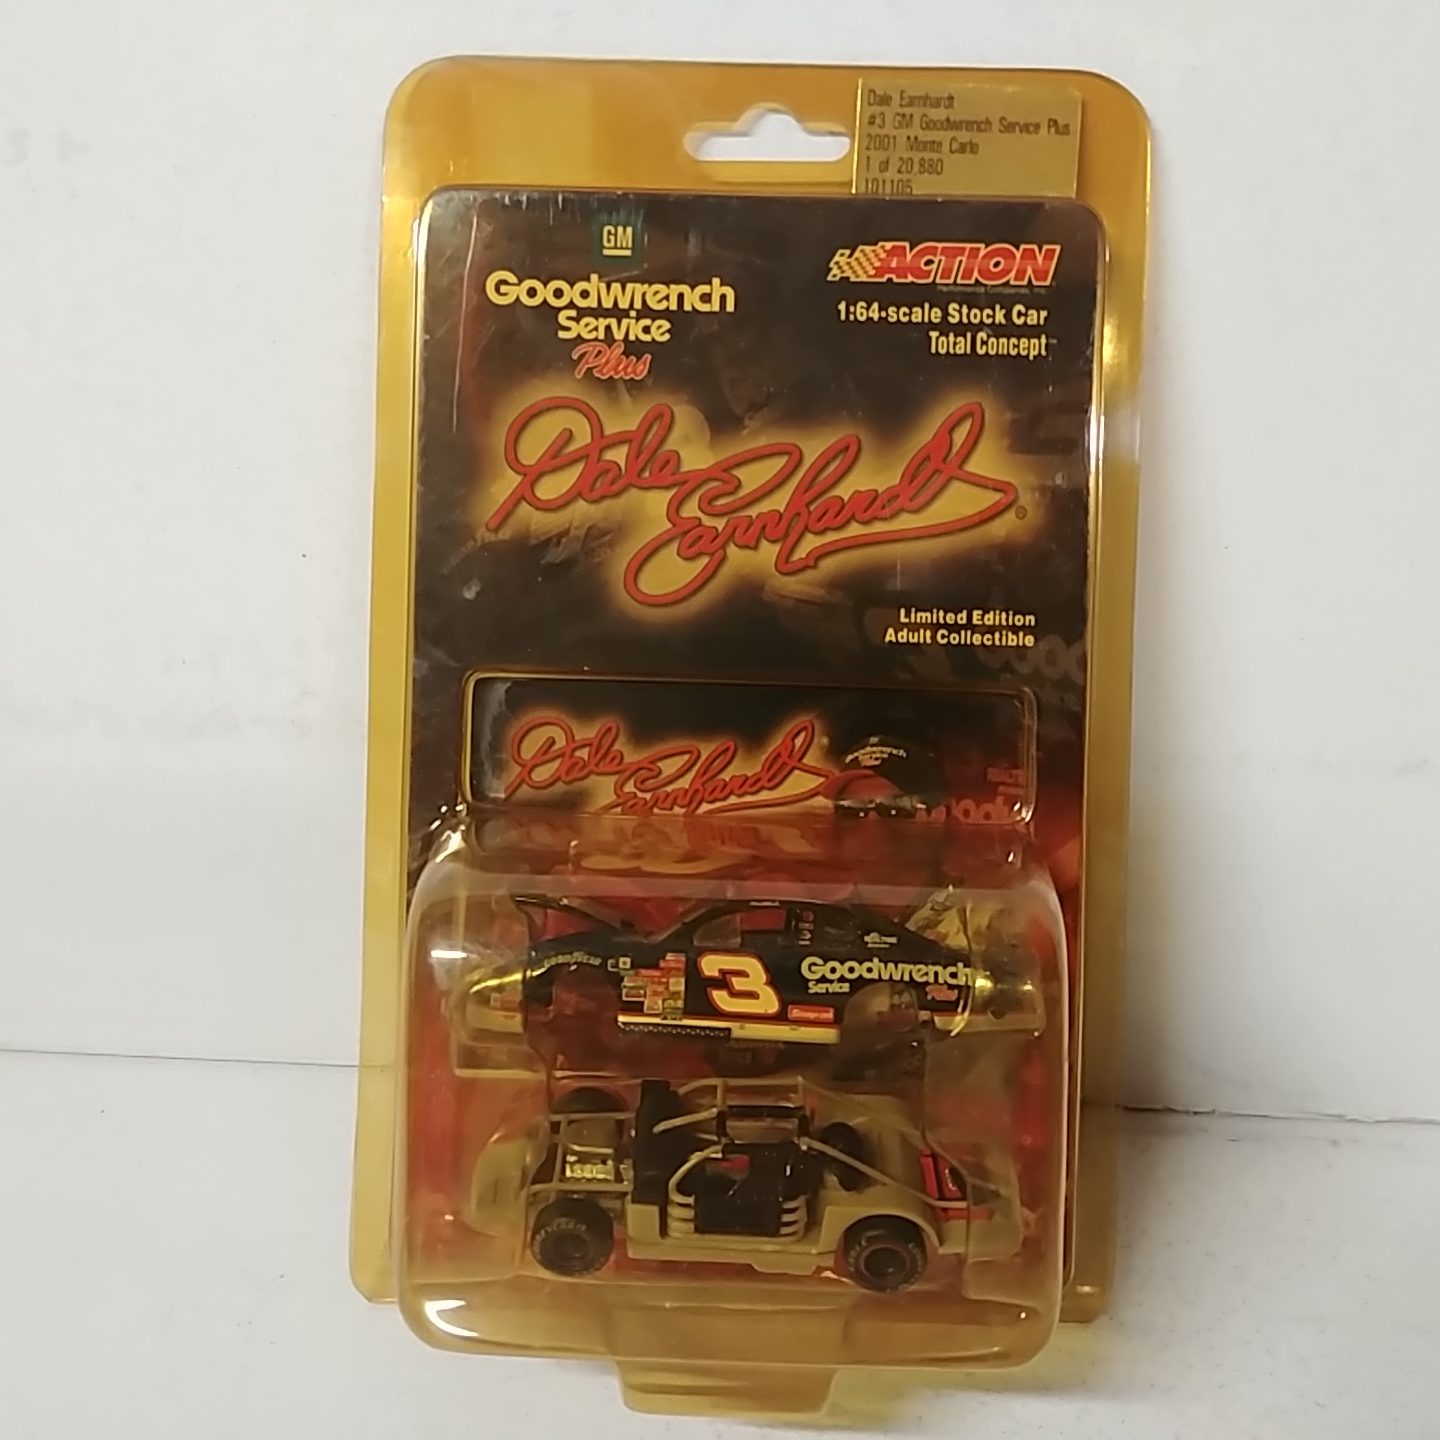 Dale Earnhardt
#3 GM Goodwrench Service Plus
2001 Monte Carlo
1 of 20,880
101105
GM
Goodwrench
Service
Plus
ACTION
1:64-scale Stock Car
Total Concept
Dale Earnhardt
Limited Edition
Adult Collectible
Dale Earnhardt
Goodwrench
Service
3
Goodwrench
Service
Plus